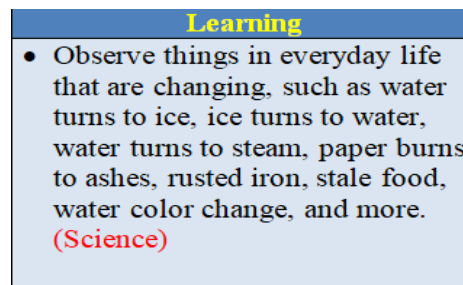 Learning
• Observe things in everyday life
that are changing, such as water
turns to ice, ice turns to water,
water turns to steam, paper burns
to ashes, rusted iron, stale food,
water color change, and more.
(Science)